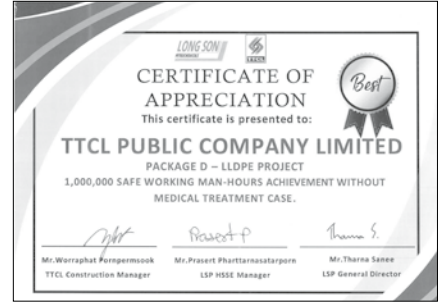 LONG SON
TTCL
CERTIFICATE OF
APPRECIATION
Best
This certificate is presented to:
TTCL PUBLIC COMPANY LIMITED
PACKAGE D – LLDPE PROJECT
1,000,000 SAFE WORKING MAN-HOURS ACHIEVEMENT WITHOUT
MEDICAL TREATMENT CASE.
Prasert P
Tharna S.
Mr.Worraphat Pornpermsook
Mr.Prasert Pharttarnasatarporn
Mr.Tharna Sanee
TTCL Construction Manager
LSP HSSE Manager
LSP General Director